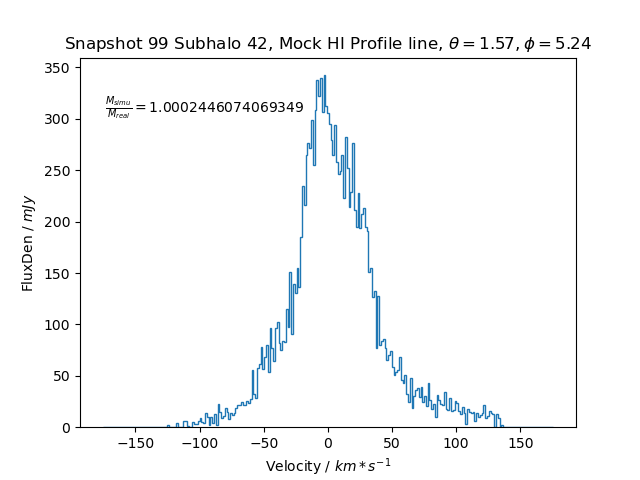 Snapshot 99 Subhalo 42, Mock HI Profile line, θ = 1.57, ϕ = 5.24
M_simu/M_real = 1.0002446074069349
FluxDen / mJy
350
300
250
200
150
100
50
0
−150 −100 −50 0 50 100 150
Velocity / km * s⁻¹